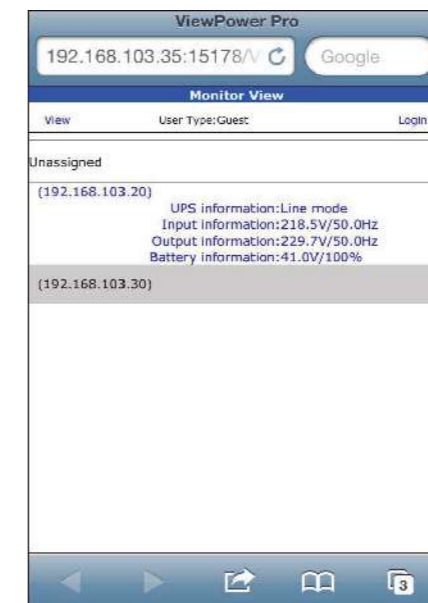 ViewPower Pro
192.168.103.35:15178/V Google
Monitor View
View User Type:Guest Login
Unassigned
(192.168.103.20)
UPS information:Line mode
Input information:218.5V/50.0Hz
Output information:229.7V/50.0Hz
Battery information:41.0V/100%
(192.168.103.30)
3